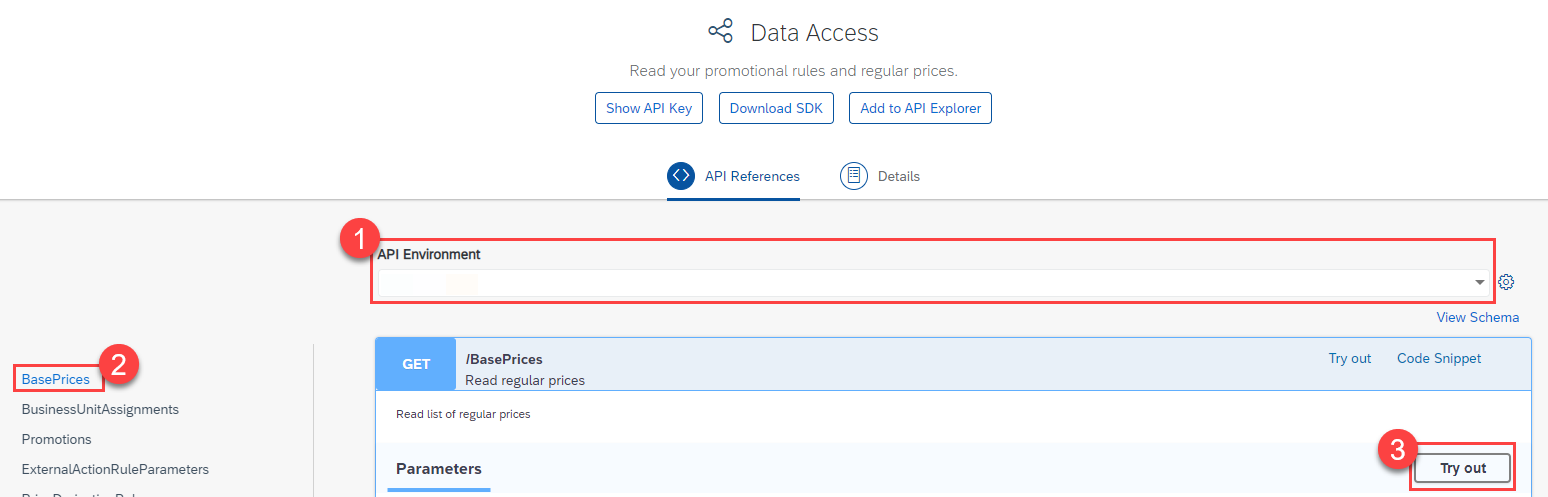 Data Access
Read your promotional rules and regular prices.
Show API Key Download SDK Add to API Explorer
API References Details
1
API Environment
View Schema
2
BasePrices
BusinessUnitAssignments
Promotions
ExternalActionRuleParameters
GET /BasePrices Try out Code Snippet
Read regular prices
Read list of regular prices
Parameters
3
Try out